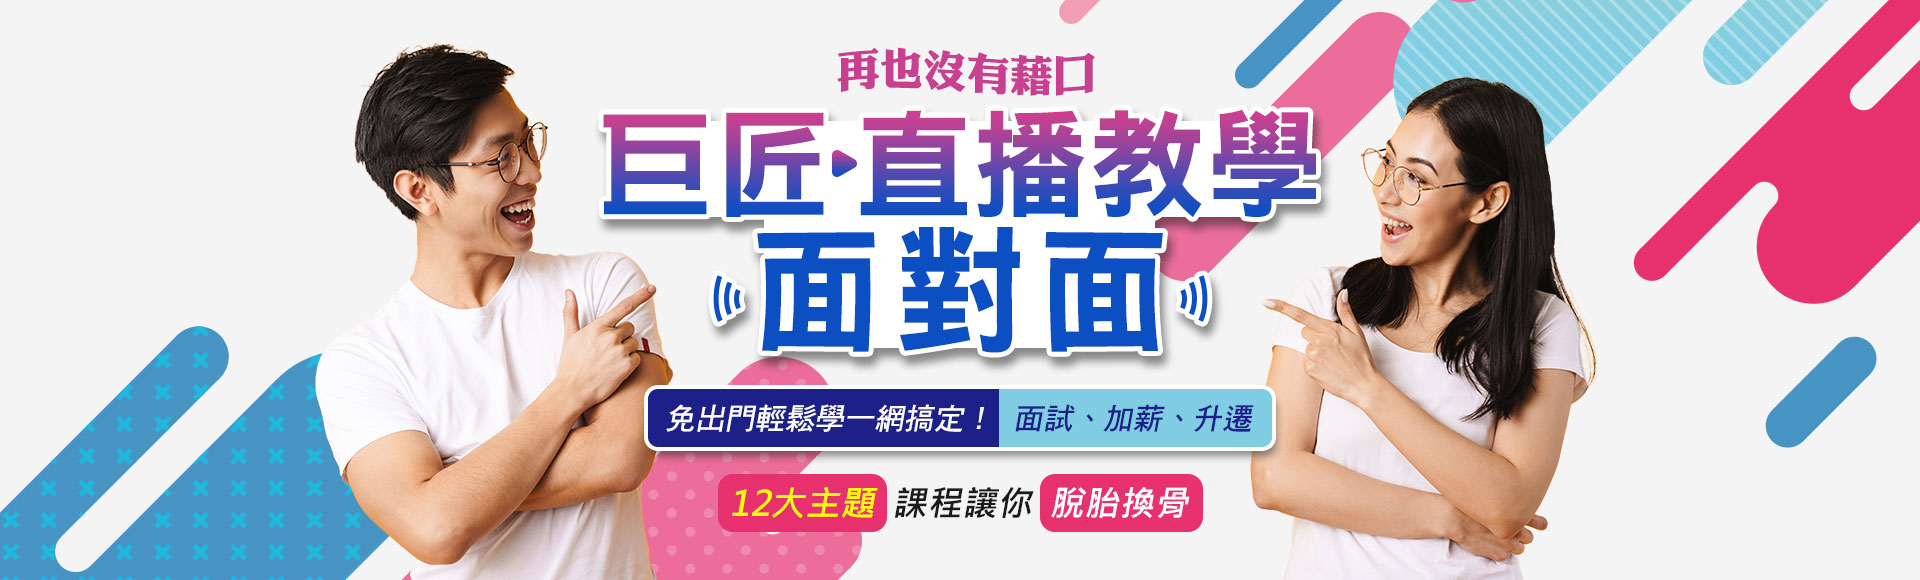 再也沒有藉口
巨匠直播教學
面對面
免出門輕鬆學一網搞定！ 面試、加薪、升遷
12大主題 課程讓你 脫胎換骨